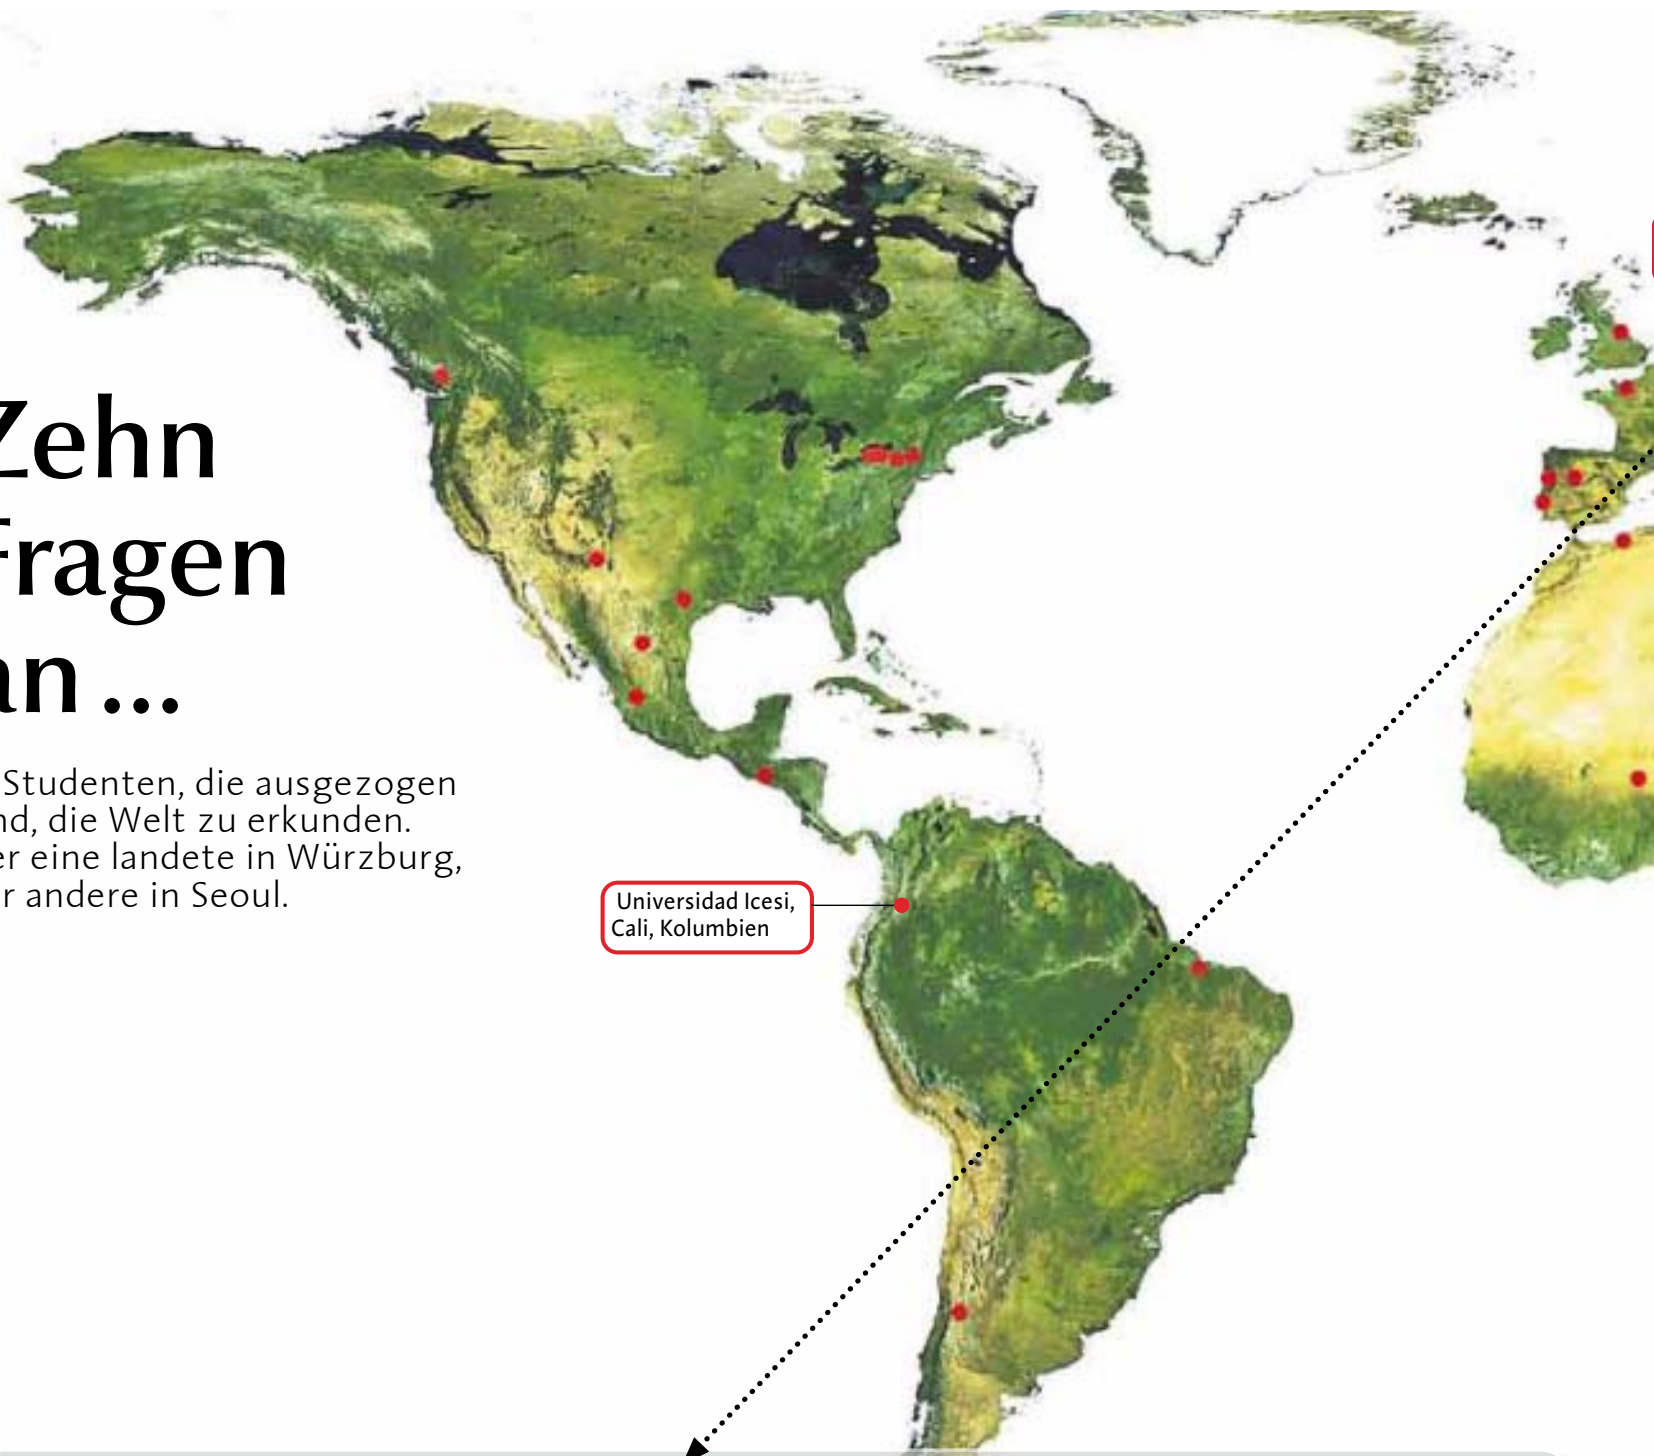 Zehn
Fragen
an ...
Studenten, die ausgezogen
nd, die Welt zu erkunden.
er eine landete in Würzburg,
r andere in Seoul.
Universidad Icesi,
Cali, Kolumbien